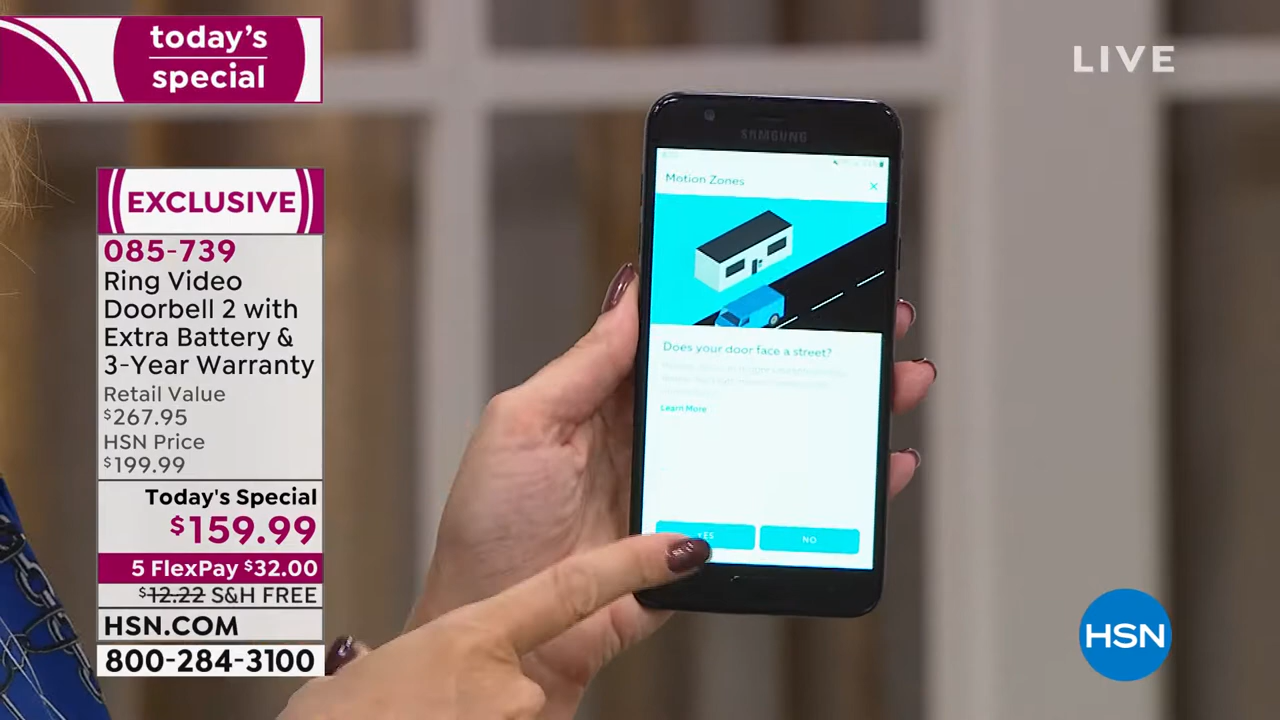 today's
special
LIVE
EXCLUSIVE
085-739
Ring Video
Doorbell 2 with
Extra Battery &
3-Year Warranty
Retail Value
$267.95
HSN Price
$199.99
Today's Special
$159.99
5 FlexPay $32.00
$12.22 S&H FREE
HSN.COM
800-284-3100
SAMSUNG
Motion Zones
Does your door face a street?
Learn More
YES
NO
HSN